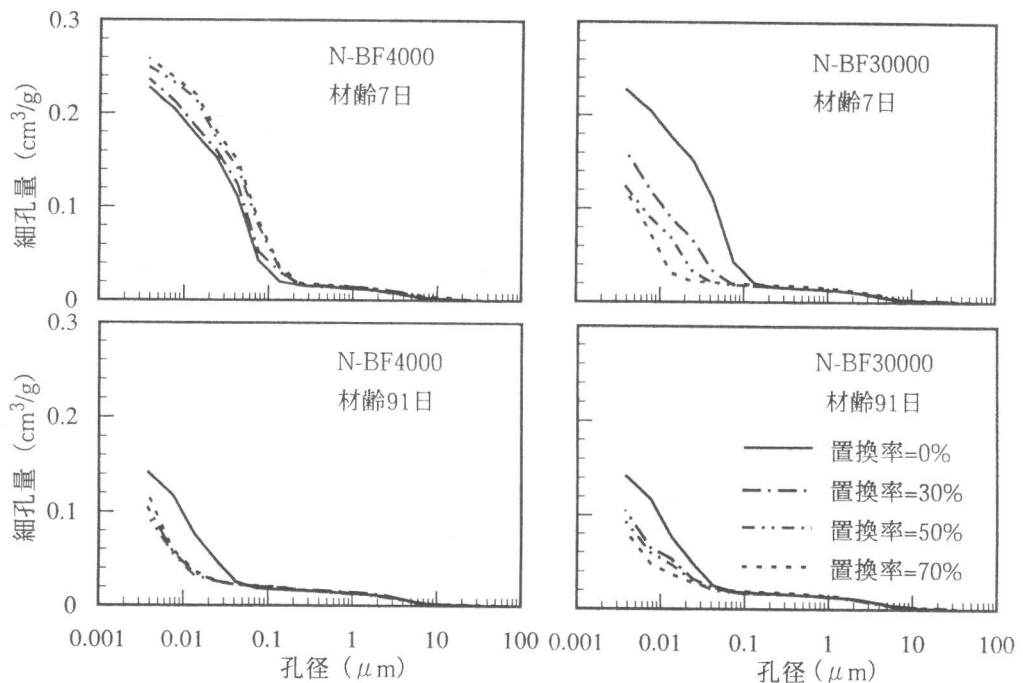 0.3
N-BF4000
材齢7日
N-BF30000
材齢7日
0.2
0.1
0
細孔量（cm³/g）
0.3
N-BF4000
材齢91日
N-BF30000
材齢91日
0.2
0.1
0
細孔量（cm³/g）
置換率=0%
置換率=30%
置換率=50%
置換率=70%
0.001 0.01 0.1 1 10 100
孔径（μm）
0.001 0.01 0.1 1 10 100
孔径（μm）